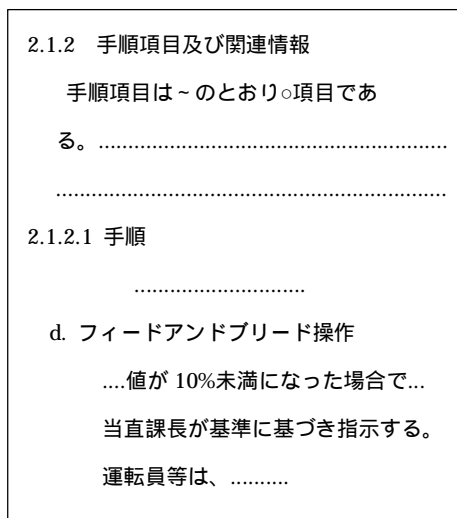 2.1.2　手順項目及び関連情報
手順項目は～のとおり○項目であ
る。............................................................
...................................................................
2.1.2.1 手順
.............................
d. フィードアンドブリード操作
....値が 10%未満になった場合で...
当直課長が基準に基づき指示する。
運転員等は、..........